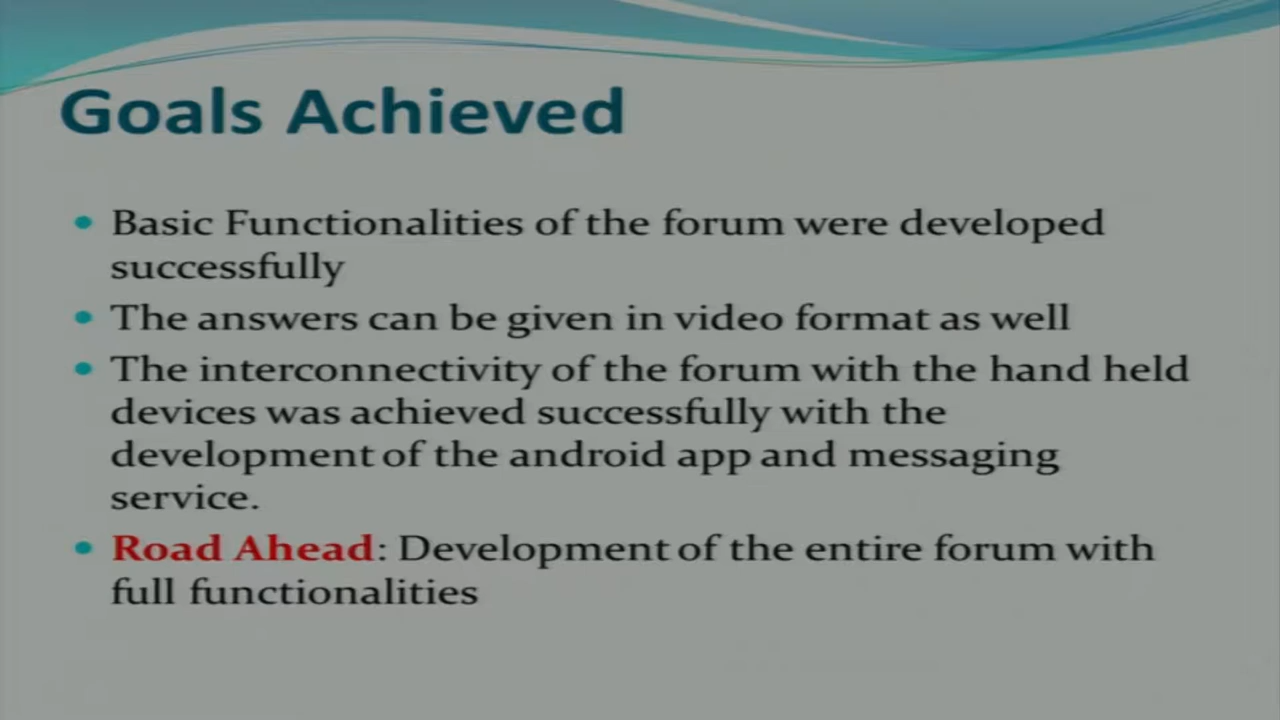 Goals Achieved
Basic Functionalities of the forum were developed
successfully
The answers can be given in video format as well
The interconnectivity of the forum with the hand held
devices was achieved successfully with the
development of the android app and messaging
service.
Road Ahead: Development of the entire forum with
full functionalities